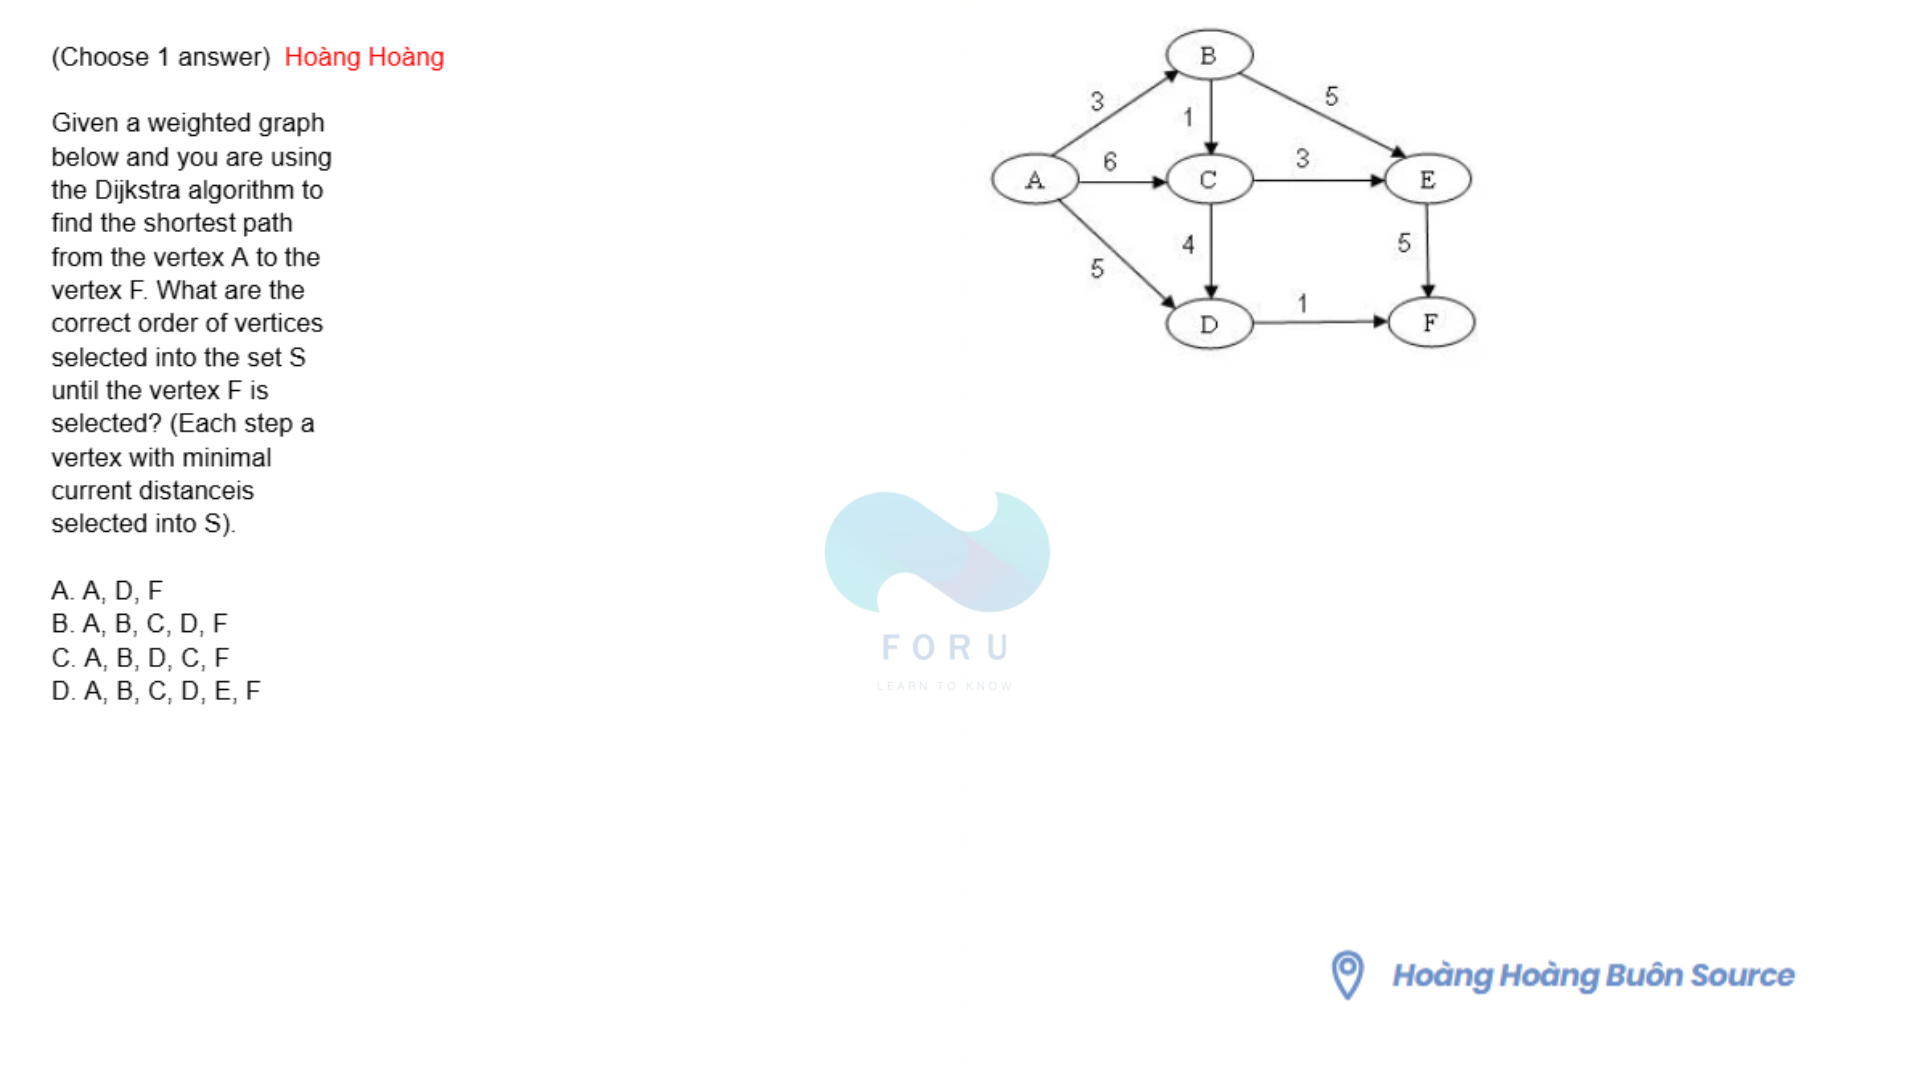 (Choose 1 answer) Hoàng Hoàng
Given a weighted graph
below and you are using
the Dijkstra algorithm to
find the shortest path
from the vertex A to the
vertex F. What are the
correct order of vertices
selected into the set S
until the vertex F is
selected? (Each step a
vertex with minimal
current distanceis
selected into S).
A. A, D, F
B. A, B, C, D, F
C. A, B, D, C, F
D. A, B, C, D, E, F
B
3
5
1
A
6
C
3
E
5
4
5
D
1
F
FORU
LEARN TO KNOW
Hoàng Hoàng Buôn Source